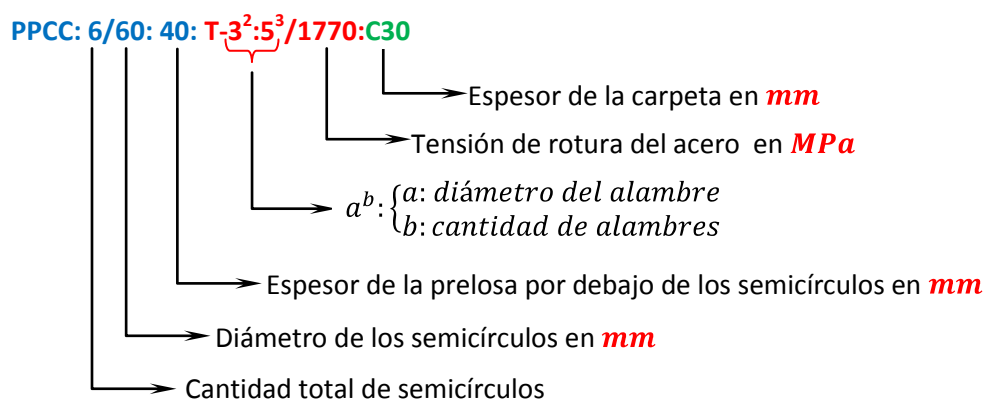 PPCC: 6/60: 40: T-3²:5³/1770:C30
Espesor de la carpeta en mm
Tensión de rotura del acero en MPa
aᵇ: {a: diámetro del alambre
b: cantidad de alambres
Espesor de la prelosa por debajo de los semicírculos en mm
Diámetro de los semicírculos en mm
Cantidad total de semicírculos